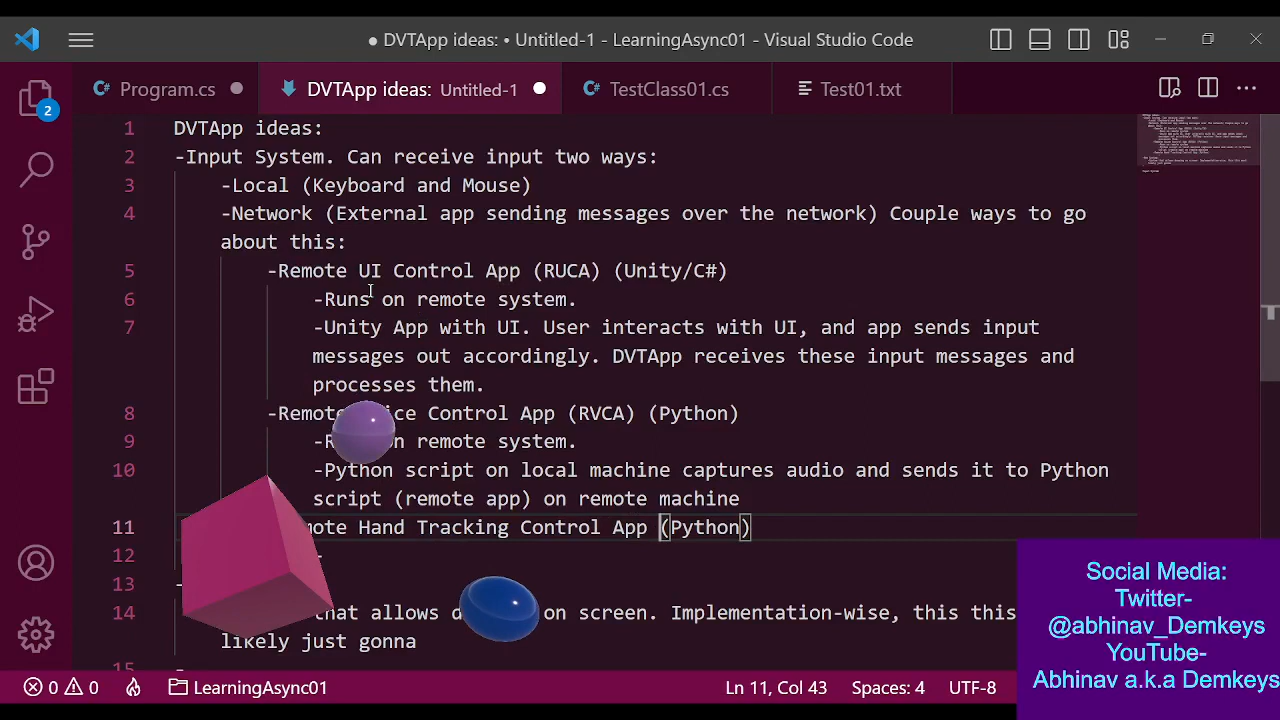 DVTApp ideas: • Untitled-1 - LearningAsync01 - Visual Studio Code
Program.cs
DVTApp ideas: Untitled-1
TestClass01.cs
Test01.txt
2
1 DVTApp ideas:
2 -Input System. Can receive input two ways:
3 -Local (Keyboard and Mouse)
4 -Network (External app sending messages over the network) Couple ways to go
about this:
5 -Remote UI Control App (RUCA) (Unity/C#)
6 -Runs on remote system.
7 -Unity App with UI. User interacts with UI, and app sends input
messages out accordingly. DVTApp receives these input messages and
processes them.
8 -Remote Control App (RVCA) (Python)
9 on remote system.
10 -Python script on local machine captures audio and sends it to Python
script (remote app) on remote machine
11 Hand Tracking Control App (Python)
12
13
14 that allows on screen. Implementation-wise, this this
likely just gonna
15
0 0
LearningAsync01
Ln 11, Col 43
Spaces: 4
UTF-8
Social Media:
Twitter-
@abhinav_Demkeys
YouTube-
Abhinav a.k.a Demkeys